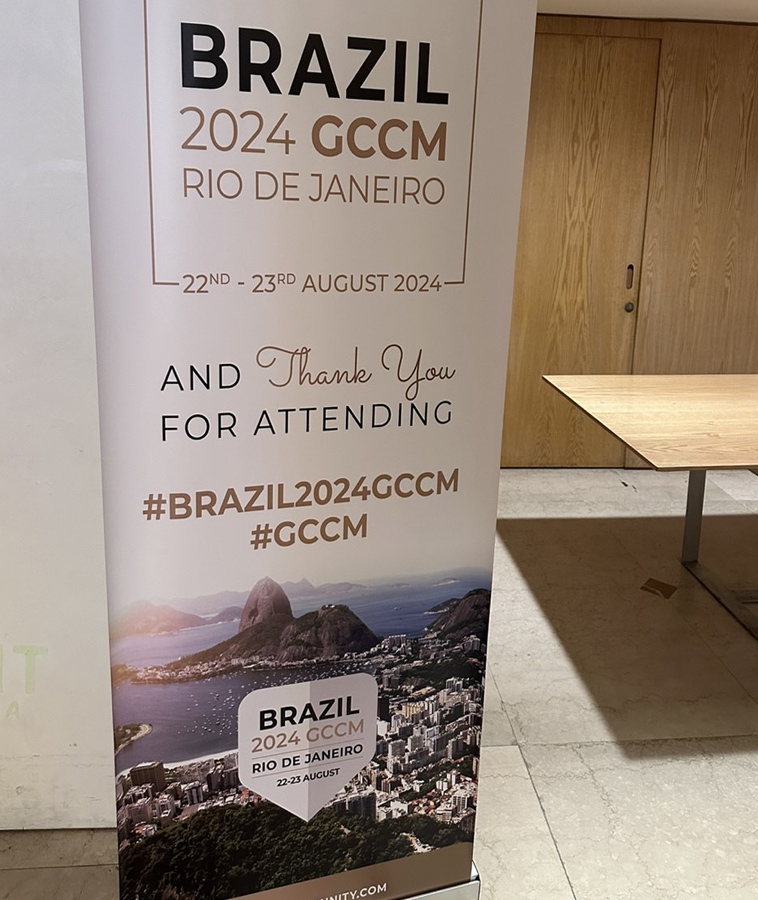 BRAZIL
2024 GCCM
RIO DE JANEIRO
22ND - 23RD AUGUST 2024
AND Thank You
FOR ATTENDING
#BRAZIL2024GCCM
#GCCM
BRAZIL
2024 GCCM
RIO DE JANEIRO
22-23 AUGUST